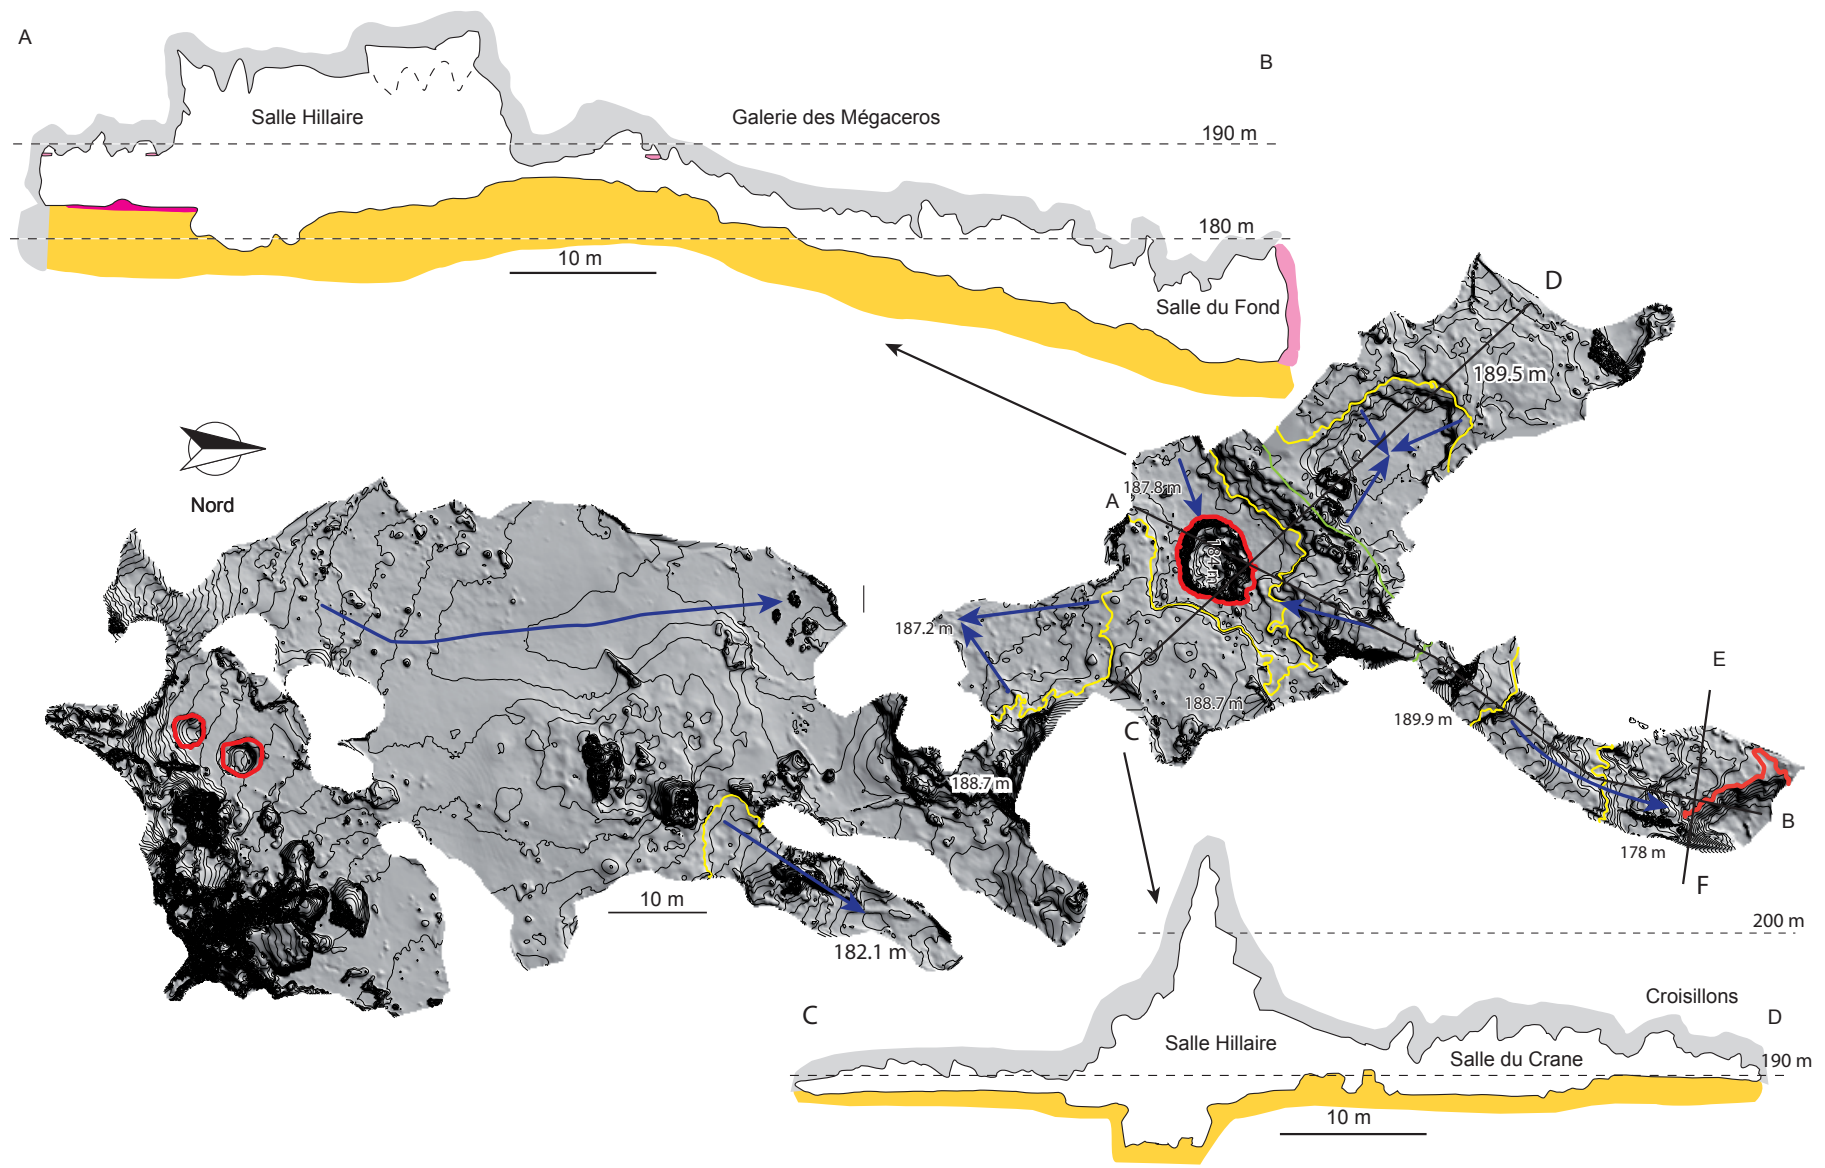 A
B
Salle Hillaire
Galerie des Mégaceros
190 m
180 m
10 m
Salle du Fond
D
189.5 m
Nord
187.8 m
A
184 m
187.2 m
188.7 m
C
E
189.9 m
188.7 m
B
178 m
F
10 m
182.1 m
200 m
Croisillons
C
D
Salle Hillaire
Salle du Crane
190 m
10 m